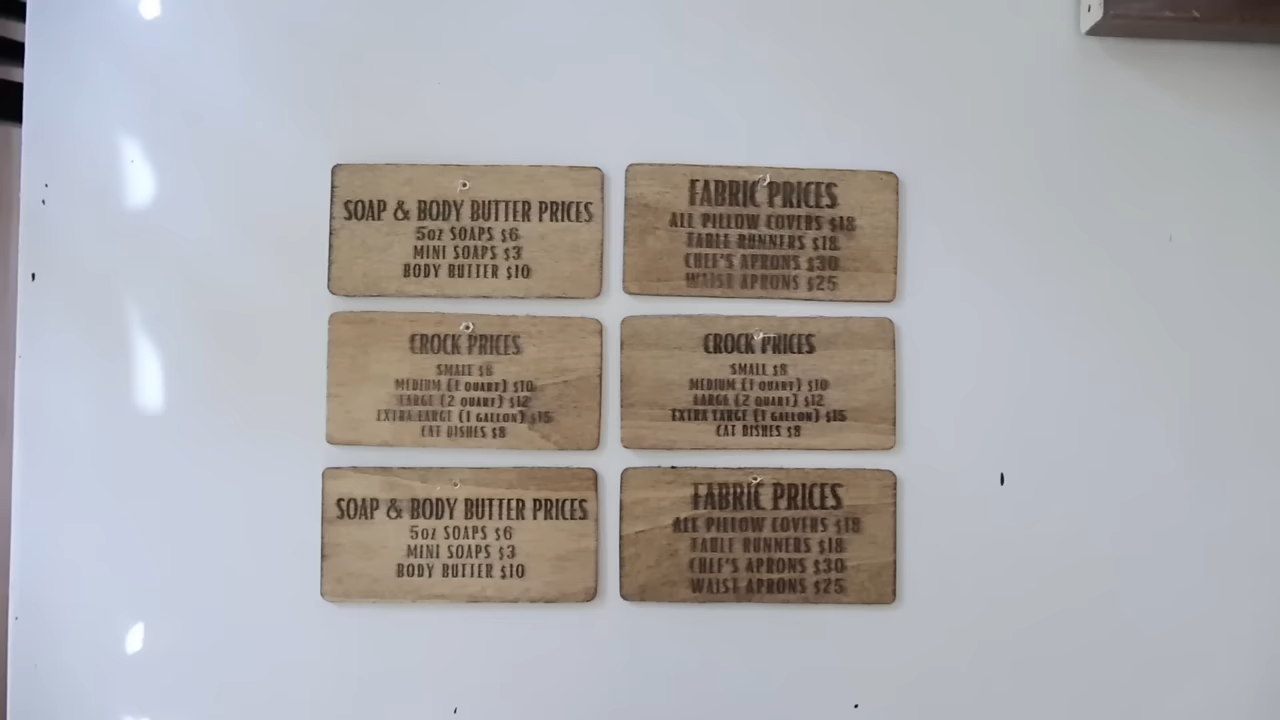 SOAP & BODY BUTTER PRICES
5oz SOAPS $6
MINI SOAPS $3
BODY BUTTER $10
FABRIC PRICES
ALL PILLOW COVERS $18
TABLE RUNNERS $18
CHEF'S APRONS $30
WAIST APRONS $25
CROCK PRICES
SMALL $8
MEDIUM (1 QUART) $10
LARGE (2 QUART) $12
EXTRA LARGE (1 GALLON) $15
CAT DISHES $8
CROCK PRICES
SMALL $8
MEDIUM (1 QUART) $10
LARGE (2 QUART) $12
EXTRA LARGE (1 GALLON) $15
CAT DISHES $8
SOAP & BODY BUTTER PRICES
5oz SOAPS $6
MINI SOAPS $3
BODY BUTTER $10
FABRIC PRICES
ALL PILLOW COVERS $18
TABLE RUNNERS $18
CHEF'S APRONS $30
WAIST APRONS $25